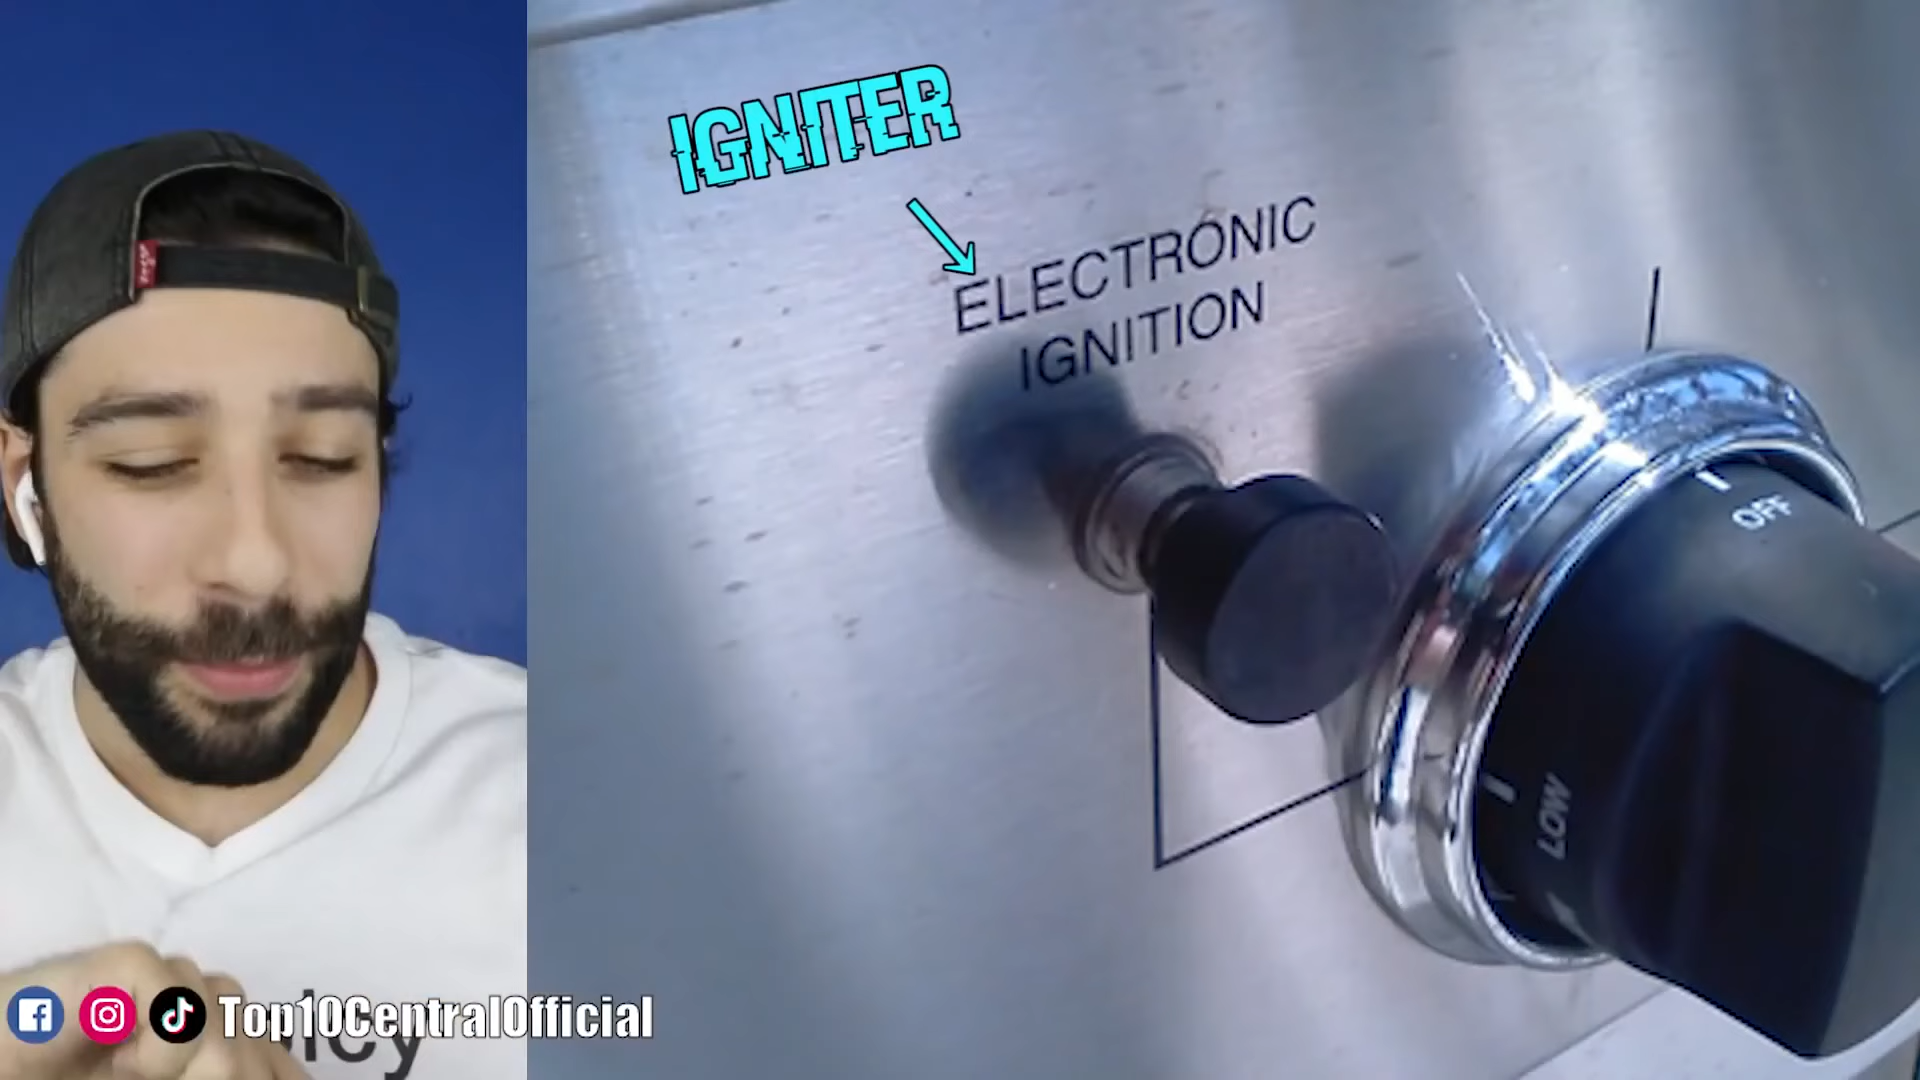 IGNITER
ELECTRONIC
IGNITION
OFF
LOW
Top10CentralOfficial